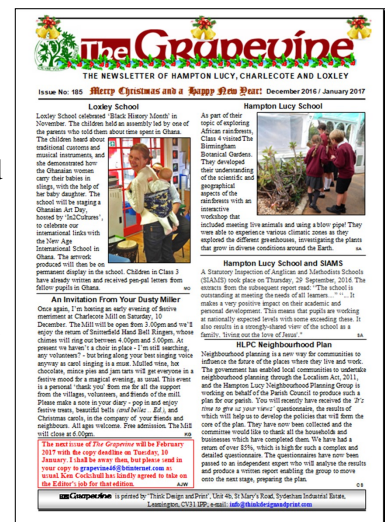 The Grapevine
THE NEWSLETTER OF HAMPTON LUCY, CHARLECOTE AND LOXLEY
Issue No: 185 Merry Christmas and a Happy New Year! December 2016 / January 2017
Loxley School
Loxley School celebrated 'Black History Month' in
November. The children held an assembly led by one of
the parents who told them about time spent in Ghana.
The children heard about
traditional customs and
musical instruments, and
she demonstrated how
the Ghanaian women
carry their babies in
slings, with the help of
her baby daughter. The
school will be staging a
Ghanaian Art Day,
hosted by 'In2Cultures',
to celebrate our
international links with
the New Age
International School in
Ghana. The artwork
produced will then be on
permanent display in the school. Children in Class 3
have already written and received pen-pal letters from
fellow pupils in Ghana.
An Invitation From Your Dusty Miller
Once again, I'm hosting an early evening of festive
merriment at Charlecote Mill on Saturday, 10
December. The Mill will be open from 3.00pm and we'll
enjoy the return of Snitterfield Hand Bell Ringers, whose
chimes will ring out between 4.00pm and 5.00pm. At
present we haven't a choir in place - I'm still searching,
any volunteers? - but bring along your best singing voice
anyway as carol singing is a must. Mulled wine, hot
chocolate, mince pies and jam tarts will get everyone in a
festive mood for a magical evening, as usual. This event
is a personal 'thank you' from me for all the support
from the villages, volunteers, and friends of the mill.
Please make a note in your diary - pop in and enjoy
festive tears, beautiful bells (and belles .. Ed.), and
Christmas carols, in the company of your friends and
neighbours. All ages welcome. Free admission. The Mill
will close at 6.00pm.
The next issue of The Grapevine will be February
2017 with the copy deadline on Tuesday, 10
January. I shall be away then, but please send in
your copy to grapevine46@btinternet.com as
usual. Ken Cockshull has kindly agreed to take on
the Editor's job for that edition. AJW
Hampton Lucy School
As part of their
topic of exploring
African rainforests,
Class 4 visited The
Birmingham
Botanical Gardens.
They developed
their understanding
of the scientific and
geographical
aspects of the
rainforests with an
interactive
workshop that
included meeting live animals and using a blow pipe! They
were able to experience various climatic zones as they
explored the different greenhouses, investigating the plants
that grow in diverse conditions around the Earth.
Hampton Lucy School and SIAMS
A Statutory Inspection of Anglican and Methodists Schools
(SIAMS) took place on Thursday, 29 September, 2016. The
extracts from the subsequent report read: "The school is
outstanding at meeting the needs of all learners..." "... It
makes a very positive impact on their academic and
personal development. This means that pupils are working
at nationally expected levels with some exceeding these. It
also results in a strongly-shared view of the school as a
family, 'living out the love of Jesus'."
HLPC Neighbourhood Plan
Neighbourhood planning is a new way for communities to
influence the future of the places where they live and work.
The government has enabled local communities to undertake
neighbourhood planning through the Localism Act, 2011,
and the Hampton Lucy Neighbourhood Planning Group is
working on behalf of the Parish Council to produce such a
plan for our parish. You will recently have received the 'It's
time to give us your views' questionnaire, the results of
which will help us to develop the policies that will form the
core of the plan. They have now been collected and the
committee would like to thank all the households and
businesses which have completed them. We have had a
return of over 85%, which is high for such a complex and
detailed questionnaire. The questionnaires have now been
passed to an independent expert who will analyse the results
and produce a written report enabling the group to move
onto the next stage, preparing the plan.
The Grapevine is printed by 'Think Design and Print', Unit 4b, St Mary's Road, Sydenham Industrial Estate,
Leamington, CV31 1PP; e-mail: info@thinkdesignandprint.com